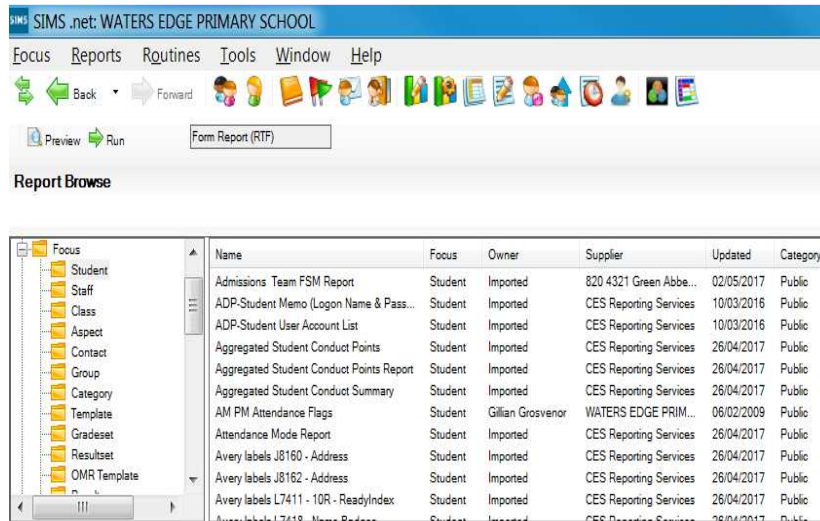 SIMS SIMS .net: WATERS EDGE PRIMARY SCHOOL
Focus Reports Routines Tools Window Help
Back Forward
Preview Run Form Report (RTF)
Report Browse
Focus
Student
Staff
Class
Aspect
Contact
Group
Category
Template
Gradeset
Resultset
OMR Template
Name Focus Owner Supplier Updated Category
Admissions Team FSM Report Student Imported 820 4321 Green Abbe... 02/05/2017 Public
ADP-Student Memo (Logon Name & Pass... Student Imported CES Reporting Services 10/03/2016 Public
ADP-Student User Account List Student Imported CES Reporting Services 10/03/2016 Public
Aggregated Student Conduct Points Student Imported CES Reporting Services 26/04/2017 Public
Aggregated Student Conduct Points Report Student Imported CES Reporting Services 26/04/2017 Public
Aggregated Student Conduct Summary Student Imported CES Reporting Services 26/04/2017 Public
AM PM Attendance Flags Student Gillian Grosvenor WATERS EDGE PRIM... 06/02/2009 Public
Attendance Mode Report Student Imported CES Reporting Services 26/04/2017 Public
Avery labels J8160 - Address Student Imported CES Reporting Services 26/04/2017 Public
Avery labels J8162 - Address Student Imported CES Reporting Services 26/04/2017 Public
Avery labels L7411 - 10R - ReadyIndex Student Imported CES Reporting Services 26/04/2017 Public